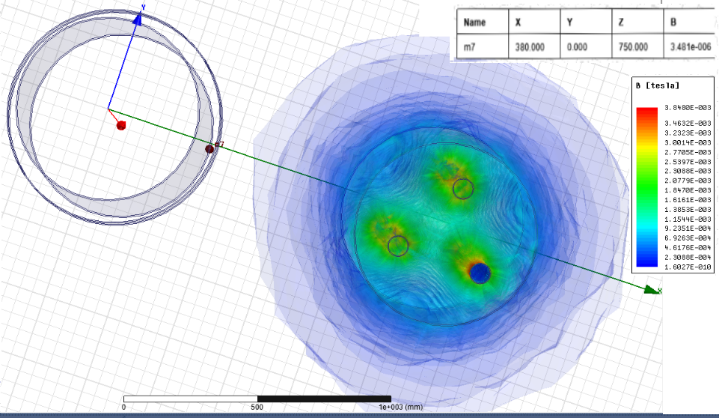 Name X Y Z B
m7 380.000 0.000 750.000 3.481e-006
B [tesla]
3.8480E-003
3.4632E-003
3.2323E-003
3.0014E-003
2.7705E-003
2.5397E-003
2.3088E-003
2.0779E-003
1.8470E-003
1.6161E-003
1.3853E-003
1.1544E-003
9.2351E-004
6.9263E-004
4.6176E-004
2.3088E-004
1.6027E-010
Y
m7
X
0 500 1e+003 (mm)